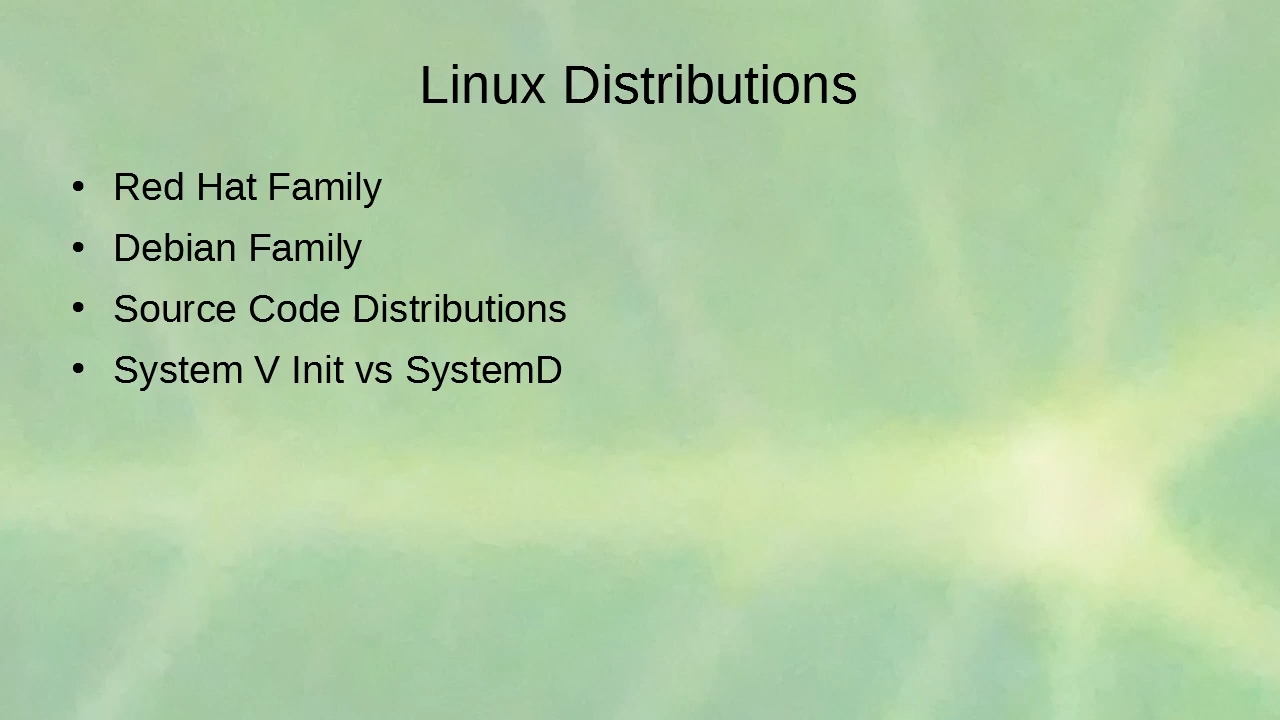 Linux Distributions
• Red Hat Family
• Debian Family
• Source Code Distributions
• System V Init vs SystemD